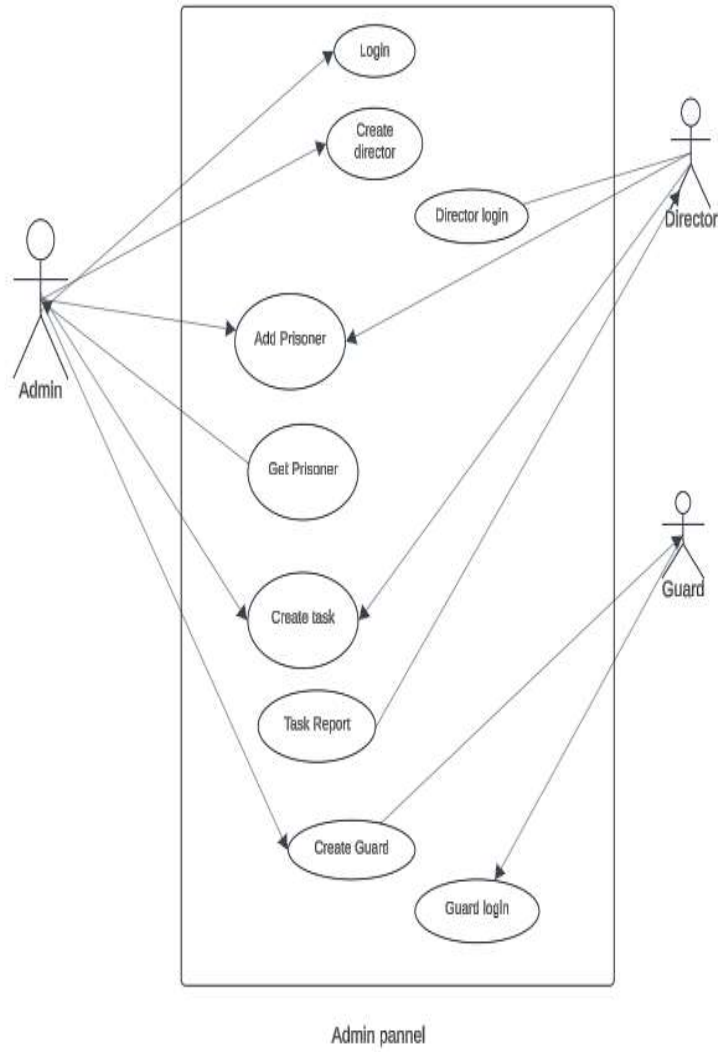 Login
Create
director
Director login
Director
Add Prisoner
Admin
Get Prisoner
Guard
Create task
Task Report
Create Guard
Guard login
Admin pannel